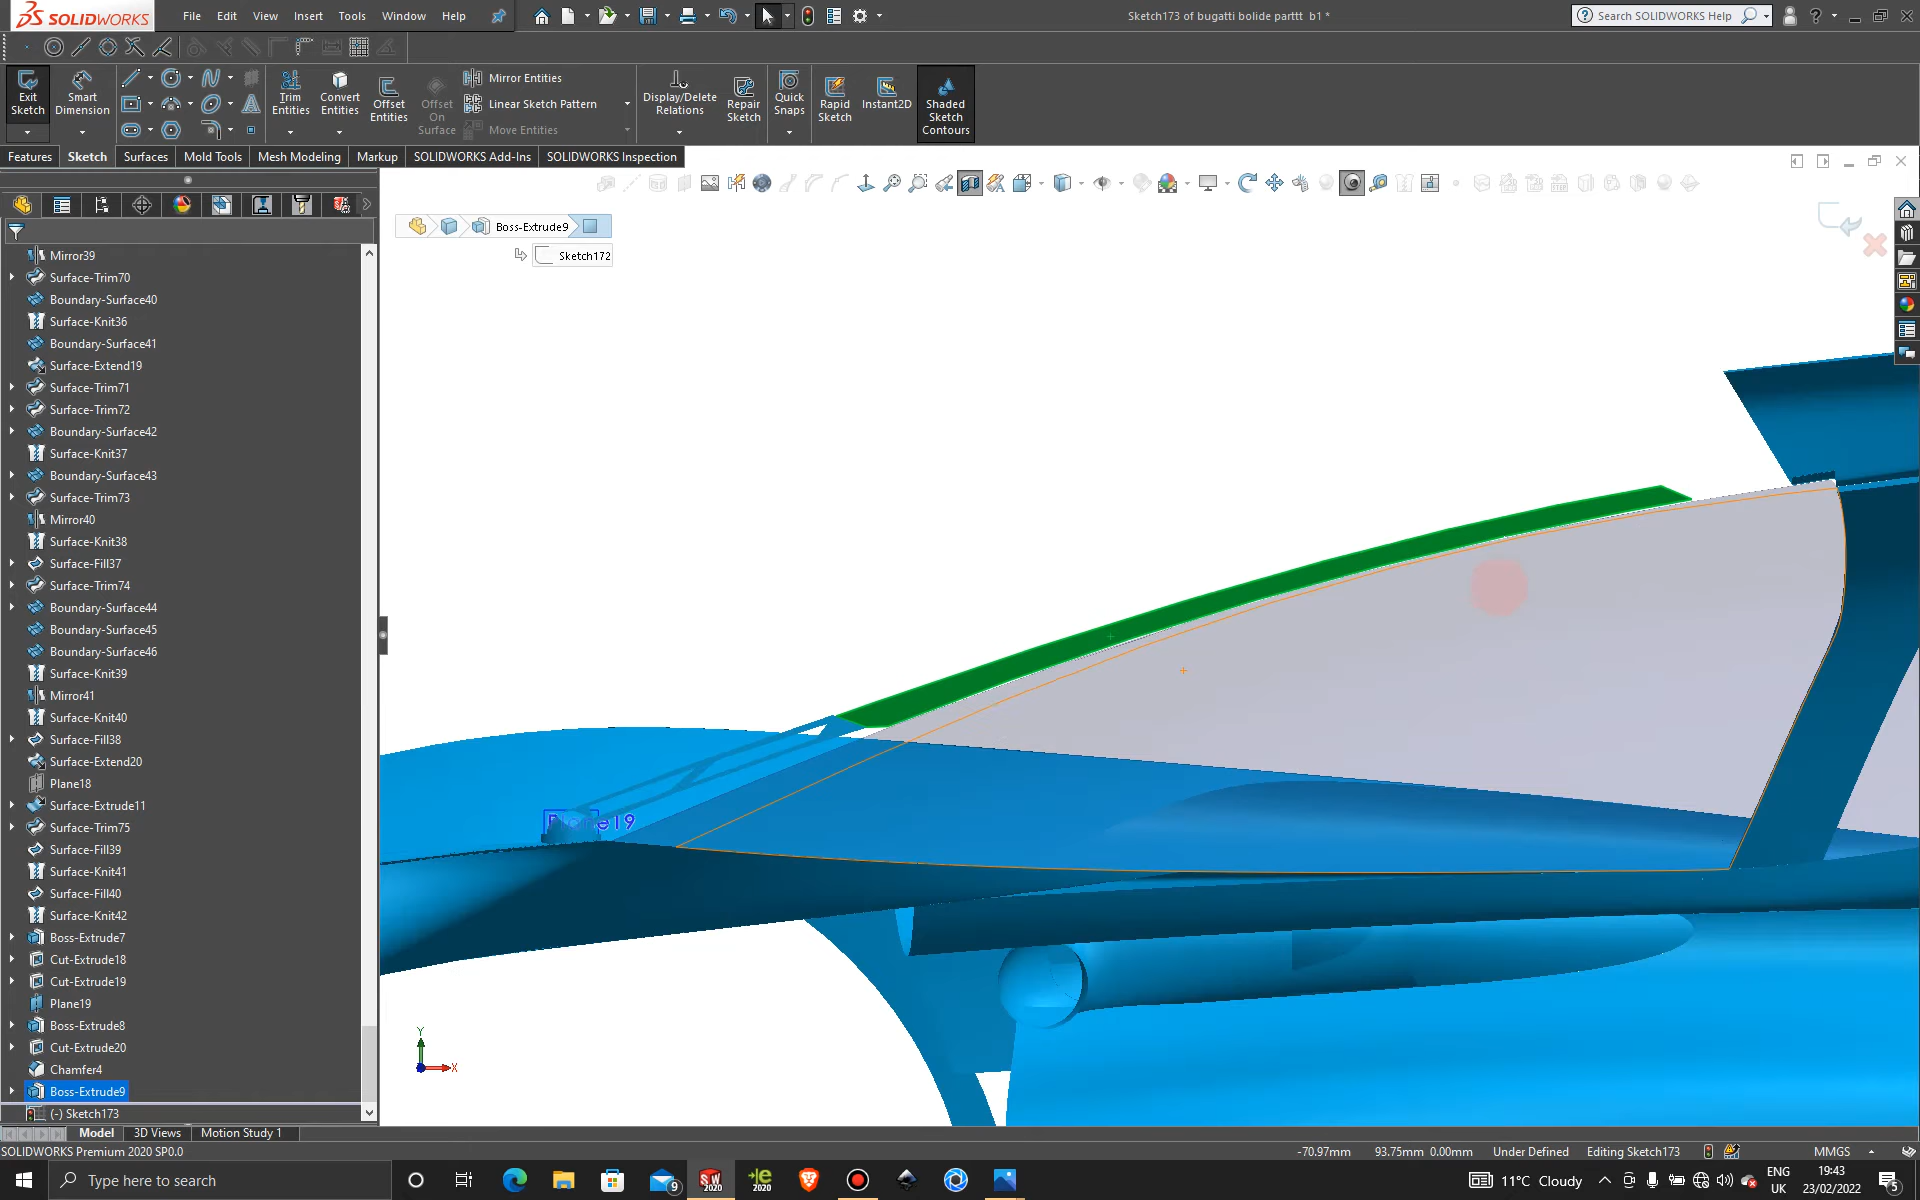 SOLIDWORKS
File Edit View Insert Tools Window Help
Sketch173 of bugatti bolide parttt b1 *
Search SOLIDWORKS Help
Exit Sketch
Smart Dimension
Trim Entities
Convert Entities
Offset Entities
Offset On Surface
Mirror Entities
Linear Sketch Pattern
Move Entities
Display/Delete Relations
Repair Sketch
Quick Snaps
Rapid Sketch
Instant2D
Shaded Sketch Contours
Features Sketch Surfaces Mold Tools Mesh Modeling Markup SOLIDWORKS Add-Ins SOLIDWORKS Inspection
Boss-Extrude9
Sketch172
Mirror39
Surface-Trim70
Boundary-Surface40
Surface-Knit36
Boundary-Surface41
Surface-Extend19
Surface-Trim71
Surface-Trim72
Boundary-Surface42
Surface-Knit37
Boundary-Surface43
Surface-Trim73
Mirror40
Surface-Knit38
Surface-Fill37
Surface-Trim74
Boundary-Surface44
Boundary-Surface45
Boundary-Surface46
Surface-Knit39
Mirror41
Surface-Knit40
Surface-Fill38
Surface-Extend20
Plane18
Surface-Extrude11
Surface-Trim75
Surface-Fill39
Surface-Knit41
Surface-Fill40
Surface-Knit42
Boss-Extrude7
Cut-Extrude18
Cut-Extrude19
Plane19
Boss-Extrude8
Cut-Extrude20
Chamfer4
Boss-Extrude9
(-) Sketch173
Plane19
Y
X
Model 3D Views Motion Study 1
SOLIDWORKS Premium 2020 SP0.0
-70.97mm 93.75mm 0.00mm Under Defined Editing Sketch173 MMGS
Type here to search
9
SW 2020
e 2020
11°C Cloudy
ENG UK
19:43
23/02/2022
5